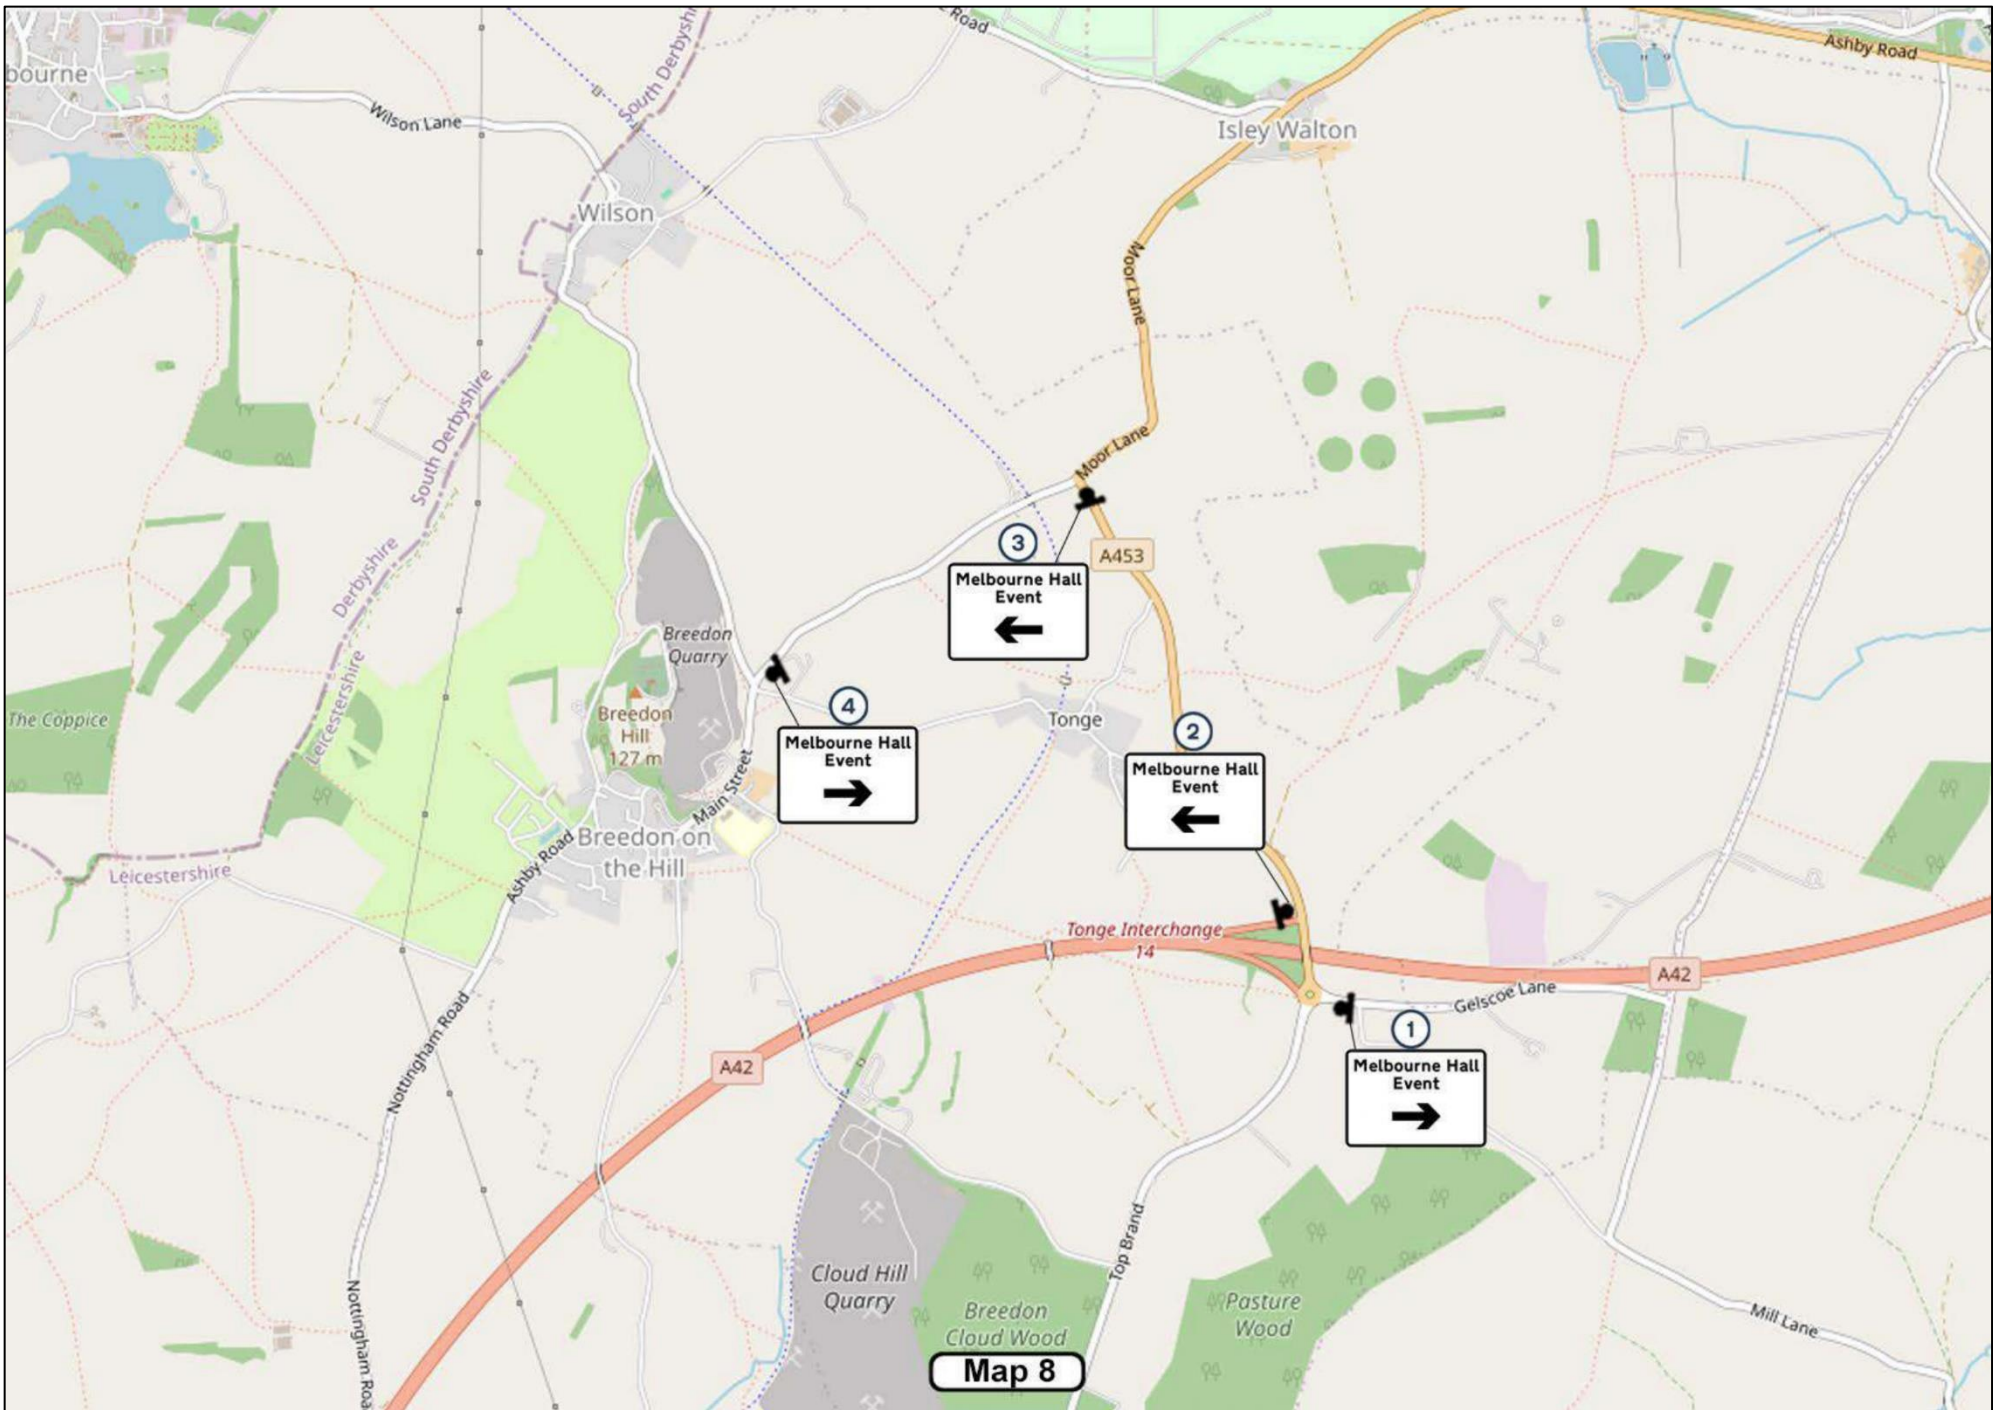 Road
Ashby Road
bourne
South Derbyshire
Wilson Lane
Isley Walton
Wilson
Moor Lane
South Derbyshire
Moor Lane
3
A453
Melbourne Hall
Event
Derbyshire
Breedon
Quarry
Leicestershire
4
The Coppice
Breedon
Hill
127 m
Tonge
2
Melbourne Hall
Event
Melbourne Hall
Event
Main Street
Ashby Road
Breedon on
the Hill
Leicestershire
Tonge Interchange
14
A42
Gelscoe Lane
Nottingham Road
1
A42
Melbourne Hall
Event
Top Brand
Cloud Hill
Quarry
Breedon
Cloud Wood
Pasture
Wood
Nottingham Roa
Mill Lane
Map 8